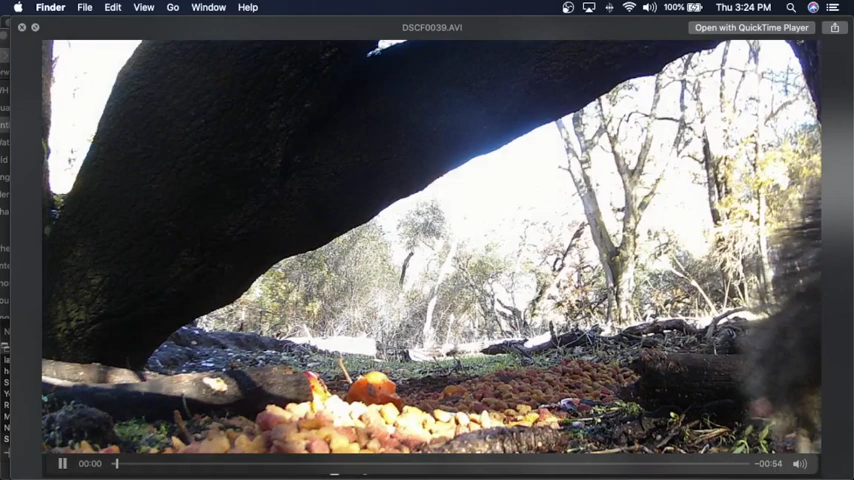 Finder File Edit View Go Window Help 100% Thu 3:24 PM
DSCF0039.AVI Open with QuickTime Player
00:00 -00:54